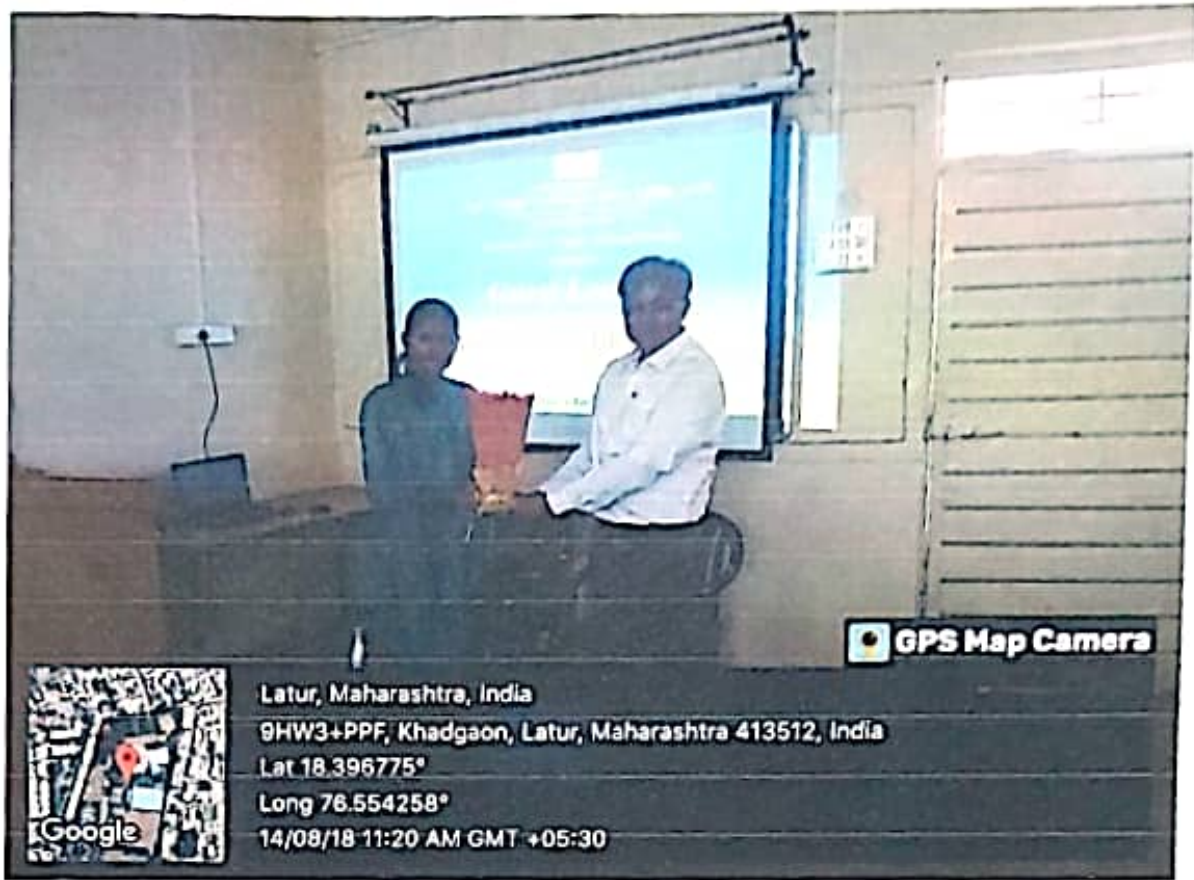 GPS Map Camera
Latur, Maharashtra, India
9HW3+PPF, Khadgaon, Latur, Maharashtra 413512, India
Lat 18.396775°
Long 76.554258°
14/08/18 11:20 AM GMT +05:30
Google